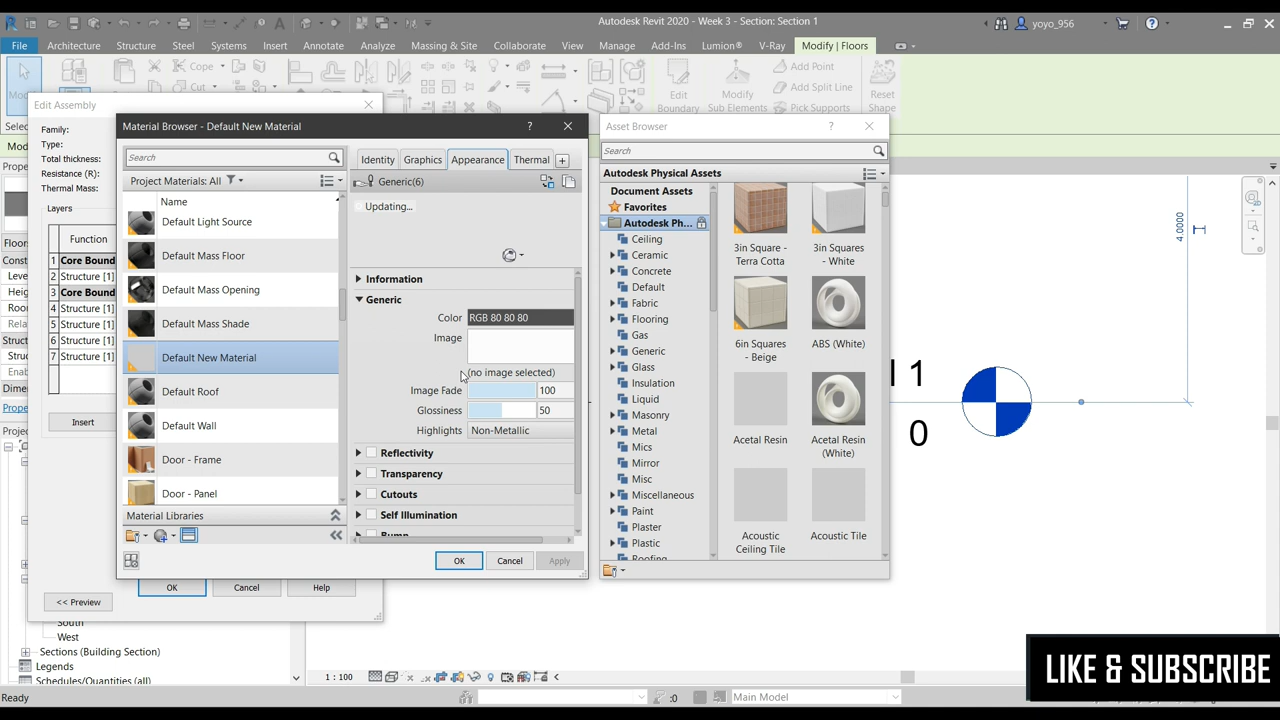 Autodesk Revit 2020 - Week 3 - Section: Section 1
yoyo_956
File Architecture Structure Steel Systems Insert Annotate Analyze Massing & Site Collaborate View Manage Add-Ins Lumion® V-Ray Modify | Floors
Cope
Cut
Edit Boundary
Modify Sub Elements
Add Point
Add Split Line
Pick Supports
Reset Shape
Edit Assembly
Family:
Type:
Total thickness:
Resistance (R):
Thermal Mass:
Layers
Function
1 Core Bound
2 Structure [1]
3 Core Bound
4 Structure [1]
5 Structure [1]
6 Structure [1]
7 Structure [1]
Insert
OK
Cancel
Help
<< Preview
Material Browser - Default New Material
Search
Project Materials: All
Name
Default Light Source
Default Mass Floor
Default Mass Opening
Default Mass Shade
Default New Material
Default Roof
Default Wall
Door - Frame
Door - Panel
Material Libraries
Identity Graphics Appearance Thermal
Generic(6)
Updating...
Information
Generic
Color RGB 80 80 80
Image
(no image selected)
Image Fade 100
Glossiness 50
Highlights Non-Metallic
Reflectivity
Transparency
Cutouts
Self Illumination
Bump
OK
Cancel
Apply
Asset Browser
Search
Autodesk Physical Assets
Document Assets
Favorites
Autodesk Ph...
Ceiling
Ceramic
Concrete
Default
Fabric
Flooring
Gas
Generic
Glass
Insulation
Liquid
Masonry
Metal
Mics
Mirror
Misc
Miscellaneous
Paint
Plaster
Plastic
Roofing
3in Square - Terra Cotta
3in Squares - White
6in Squares - Beige
ABS (White)
Acetal Resin
Acetal Resin (White)
Acoustic Ceiling Tile
Acoustic Tile
4.0000
1
0
South
West
Sections (Building Section)
Legends
Schedules/Quantities (all)
1 : 100
Ready
:0
Main Model
LIKE & SUBSCRIBE